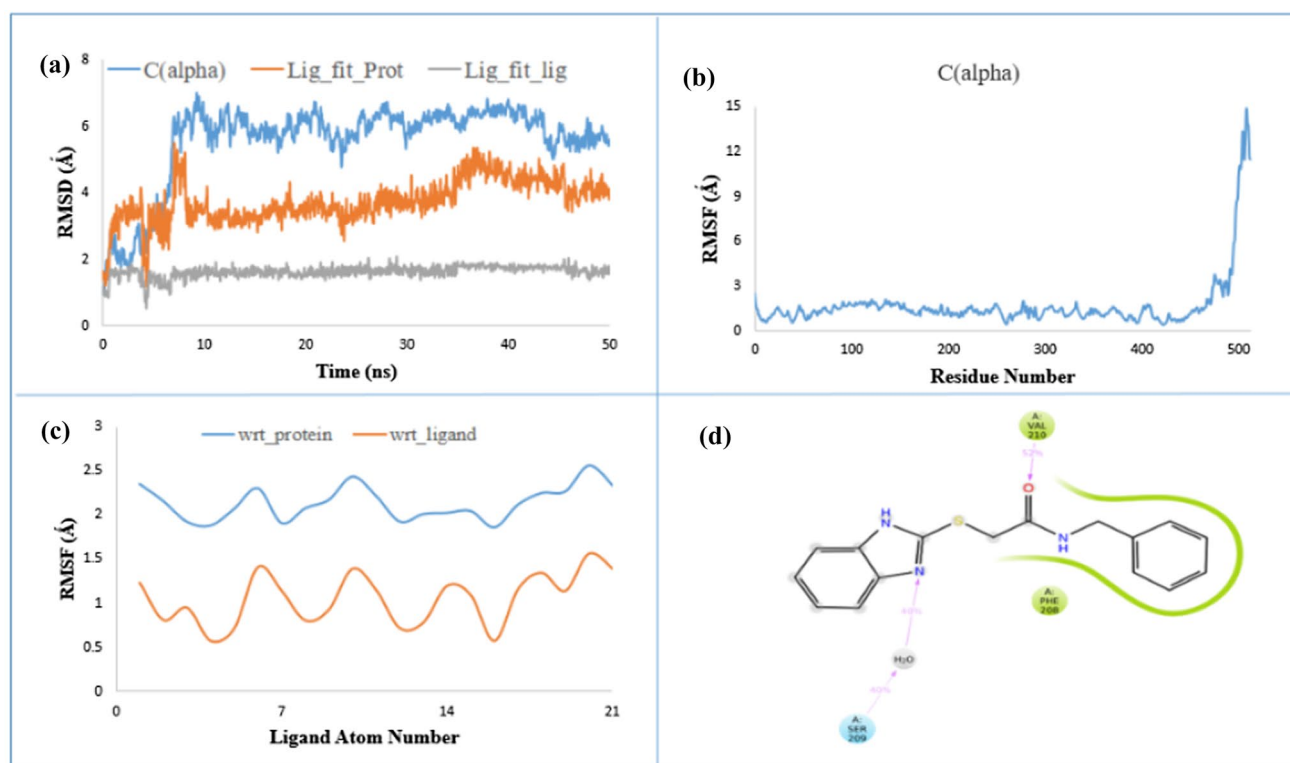 (a)
C(alpha) Lig_fit_Prot Lig_fit_lig
8
6
4
2
0
RMSD (Å)
0 10 20 30 40 50
Time (ns)
(b)
C(alpha)
15
12
9
6
3
0
RMSF (Å)
0 100 200 300 400 500
Residue Number
(c)
wrt_protein wrt_ligand
3
2.5
2
1.5
1
0.5
0
RMSF (Å)
0 7 14 21
Ligand Atom Number
(d)
A:
VAL
210
52%
O
H
N
S
N
H
N
A:
PHE
208
H₂O
A:
SER
209